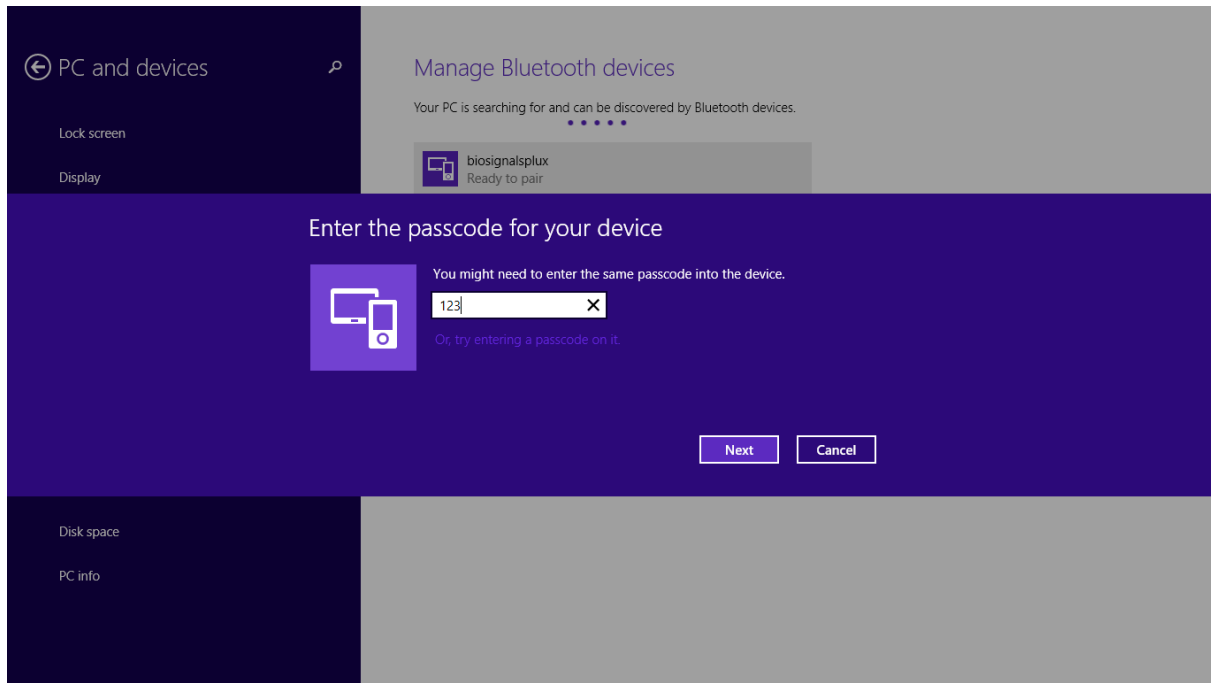 PC and devices
Lock screen
Display
Manage Bluetooth devices
Your PC is searching for and can be discovered by Bluetooth devices.
biosignalsplux
Ready to pair
Enter the passcode for your device
You might need to enter the same passcode into the device.
123
Or, try entering a passcode on it.
Next Cancel
Disk space
PC info